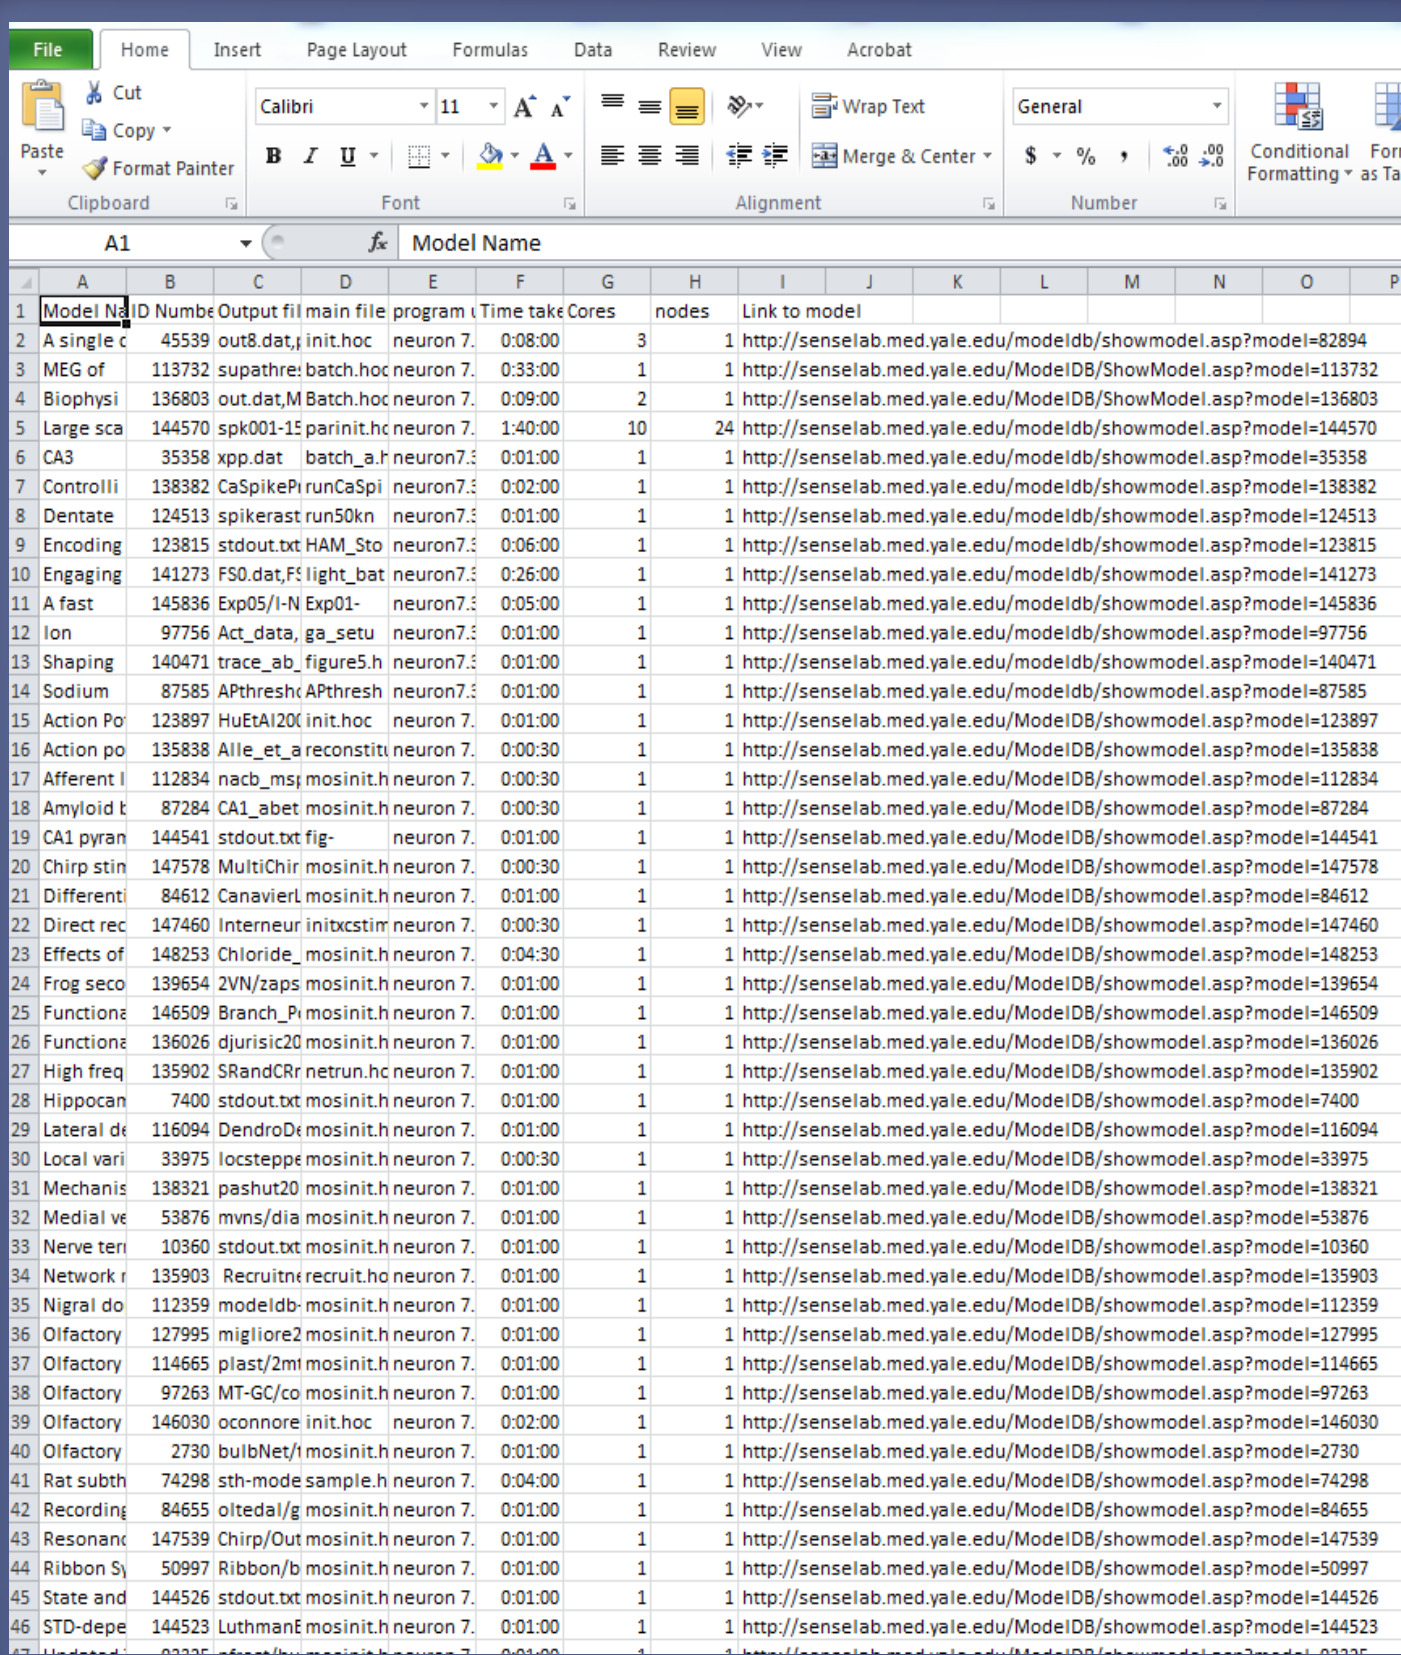 File Home Insert Page Layout Formulas Data Review View Acrobat
Cut
Copy
Paste
Format Painter
Calibri 11 A A
Wrap Text
General
B I U A
Merge & Center
$ % , .00 .00
Conditional Formatting
as Ta
Clipboard Font Alignment Number
A1 fx Model Name
A B C D E F G H I J K L M N O P
1 Model Na ID Numbe Output fil main file program u Time take Cores nodes Link to model
2 A single c 45539 out8.dat,p init.hoc neuron 7. 0:08:00 3 1 http://senselab.med.yale.edu/modeldb/showmodel.asp?model=82894
3 MEG of 113732 supathres batch.hoc neuron 7. 0:33:00 1 1 http://senselab.med.yale.edu/ModelDB/ShowModel.asp?model=113732
4 Biophysi 136803 out.dat,M Batch.hoc neuron 7. 0:09:00 2 1 http://senselab.med.yale.edu/ModelDB/ShowModel.asp?model=136803
5 Large sca 144570 spk001-15 parinit.hc neuron 7. 1:40:00 10 24 http://senselab.med.yale.edu/ModelDb/showmodel.asp?model=144570
6 CA3 35358 xpp.dat batch_a.h neuron7.3 0:01:00 1 1 http://senselab.med.yale.edu/modeldb/showmodel.asp?model=35358
7 Controlli 138382 CaSpikePr runCaSpi neuron7.3 0:02:00 1 1 http://senselab.med.yale.edu/modeldb/showmodel.asp?model=138382
8 Dentate 124513 spikerast run50kn neuron7.3 0:01:00 1 1 http://senselab.med.yale.edu/modeldb/showmodel.asp?model=124513
9 Encoding 123815 stdout.txt HAM_Sto neuron7.3 0:06:00 1 1 http://senselab.med.yale.edu/modeldb/showmodel.asp?model=123815
10 Engaging 141273 FS0.dat,FS light_bat neuron7.3 0:26:00 1 1 http://senselab.med.yale.edu/modeldb/showmodel.asp?model=141273
11 A fast 145836 Exp05/I-N Exp01- neuron7.3 0:05:00 1 1 http://senselab.med.yale.edu/modeldb/showmodel.asp?model=145836
12 Ion 97756 Act_data, ga_setu neuron7.3 0:01:00 1 1 http://senselab.med.yale.edu/modeldb/showmodel.asp?model=97756
13 Shaping 140471 trace_ab_ figure5.h neuron7.3 0:01:00 1 1 http://senselab.med.yale.edu/modeldb/showmodel.asp?model=140471
14 Sodium 87585 APthresho APthresh neuron7.3 0:01:00 1 1 http://senselab.med.yale.edu/modeldb/showmodel.asp?model=87585
15 Action Po 123897 HuEtAl200 init.hoc neuron 7. 0:01:00 1 1 http://senselab.med.yale.edu/ModelDB/showmodel.asp?model=123897
16 Action po 135838 Alle_et_a reconstitu neuron 7. 0:00:30 1 1 http://senselab.med.yale.edu/ModelDB/showmodel.asp?model=135838
17 Afferent I 112834 nacb_msp mosinit.h neuron 7. 0:00:30 1 1 http://senselab.med.yale.edu/ModelDB/showmodel.asp?model=112834
18 Amyloid b 87284 CA1_abet mosinit.h neuron 7. 0:00:30 1 1 http://senselab.med.yale.edu/ModelDB/showmodel.asp?model=87284
19 CA1 pyram 144541 stdout.txt fig- neuron 7. 0:01:00 1 1 http://senselab.med.yale.edu/ModelDB/showmodel.asp?model=144541
20 Chirp stim 147578 MultiChir mosinit.h neuron 7. 0:00:30 1 1 http://senselab.med.yale.edu/ModelDB/showmodel.asp?model=147578
21 Differenti 84612 CanavierL mosinit.h neuron 7. 0:01:00 1 1 http://senselab.med.yale.edu/ModelDB/showmodel.asp?model=84612
22 Direct rec 147460 Interneur initxcstim neuron 7. 0:00:30 1 1 http://senselab.med.yale.edu/ModelDB/showmodel.asp?model=147460
23 Effects of 148253 Chloride_ mosinit.h neuron 7. 0:04:30 1 1 http://senselab.med.yale.edu/ModelDB/showmodel.asp?model=148253
24 Frog seco 139654 2VN/zaps mosinit.h neuron 7. 0:01:00 1 1 http://senselab.med.yale.edu/ModelDB/showmodel.asp?model=139654
25 Functiona 146509 Branch_Po mosinit.h neuron 7. 0:01:00 1 1 http://senselab.med.yale.edu/ModelDB/showmodel.asp?model=146509
26 Functiona 136026 djurisic20 mosinit.h neuron 7. 0:01:00 1 1 http://senselab.med.yale.edu/ModelDB/showmodel.asp?model=136026
27 High freq 135902 SRandCRr netrun.hc neuron 7. 0:01:00 1 1 http://senselab.med.yale.edu/ModelDB/showmodel.asp?model=135902
28 Hippocam 7400 stdout.txt mosinit.h neuron 7. 0:01:00 1 1 http://senselab.med.yale.edu/ModelDB/showmodel.asp?model=7400
29 Lateral de 116094 DendroDe mosinit.h neuron 7. 0:01:00 1 1 http://senselab.med.yale.edu/ModelDB/showmodel.asp?model=116094
30 Local vari 33975 locsteppe mosinit.h neuron 7. 0:00:30 1 1 http://senselab.med.yale.edu/ModelDB/showmodel.asp?model=33975
31 Mechanis 138321 pashut20 mosinit.h neuron 7. 0:01:00 1 1 http://senselab.med.yale.edu/ModelDB/showmodel.asp?model=138321
32 Medial ve 53876 mvns/dia mosinit.h neuron 7. 0:01:00 1 1 http://senselab.med.yale.edu/ModelDB/showmodel.asp?model=53876
33 Nerve teri 10360 stdout.txt mosinit.h neuron 7. 0:01:00 1 1 http://senselab.med.yale.edu/ModelDB/showmodel.asp?model=10360
34 Network r 135903 Recruitne recruit.ho neuron 7. 0:01:00 1 1 http://senselab.med.yale.edu/ModelDB/showmodel.asp?model=135903
35 Nigral do 112359 modeldb- mosinit.h neuron 7. 0:01:00 1 1 http://senselab.med.yale.edu/ModelDB/showmodel.asp?model=112359
36 Olfactory 127995 migliore2 mosinit.h neuron 7. 0:01:00 1 1 http://senselab.med.yale.edu/ModelDB/showmodel.asp?model=127995
37 Olfactory 114665 plast/2mt mosinit.h neuron 7. 0:01:00 1 1 http://senselab.med.yale.edu/ModelDB/showmodel.asp?model=114665
38 Olfactory 97263 MT-GC/co mosinit.h neuron 7. 0:01:00 1 1 http://senselab.med.yale.edu/ModelDB/showmodel.asp?model=97263
39 Olfactory 146030 oconnore init.hoc neuron 7. 0:02:00 1 1 http://senselab.med.yale.edu/ModelDB/showmodel.asp?model=146030
40 Olfactory 2730 bulbNet/t mosinit.h neuron 7. 0:01:00 1 1 http://senselab.med.yale.edu/ModelDB/showmodel.asp?model=2730
41 Rat subth 74298 sth-mode sample.h neuron 7. 0:04:00 1 1 http://senselab.med.yale.edu/ModelDB/showmodel.asp?model=74298
42 Recording 84655 oltedal/g mosinit.h neuron 7. 0:01:00 1 1 http://senselab.med.yale.edu/ModelDB/showmodel.asp?model=84655
43 Resonanc 147539 Chirp/Out mosinit.h neuron 7. 0:01:00 1 1 http://senselab.med.yale.edu/ModelDB/showmodel.asp?model=147539
44 Ribbon Sy 50997 Ribbon/b mosinit.h neuron 7. 0:01:00 1 1 http://senselab.med.yale.edu/ModelDB/showmodel.asp?model=50997
45 State and 144526 stdout.txt mosinit.h neuron 7. 0:01:00 1 1 http://senselab.med.yale.edu/ModelDB/showmodel.asp?model=144526
46 STD-depe 144523 LuthmanE mosinit.h neuron 7. 0:01:00 1 1 http://senselab.med.yale.edu/ModelDB/showmodel.asp?model=144523